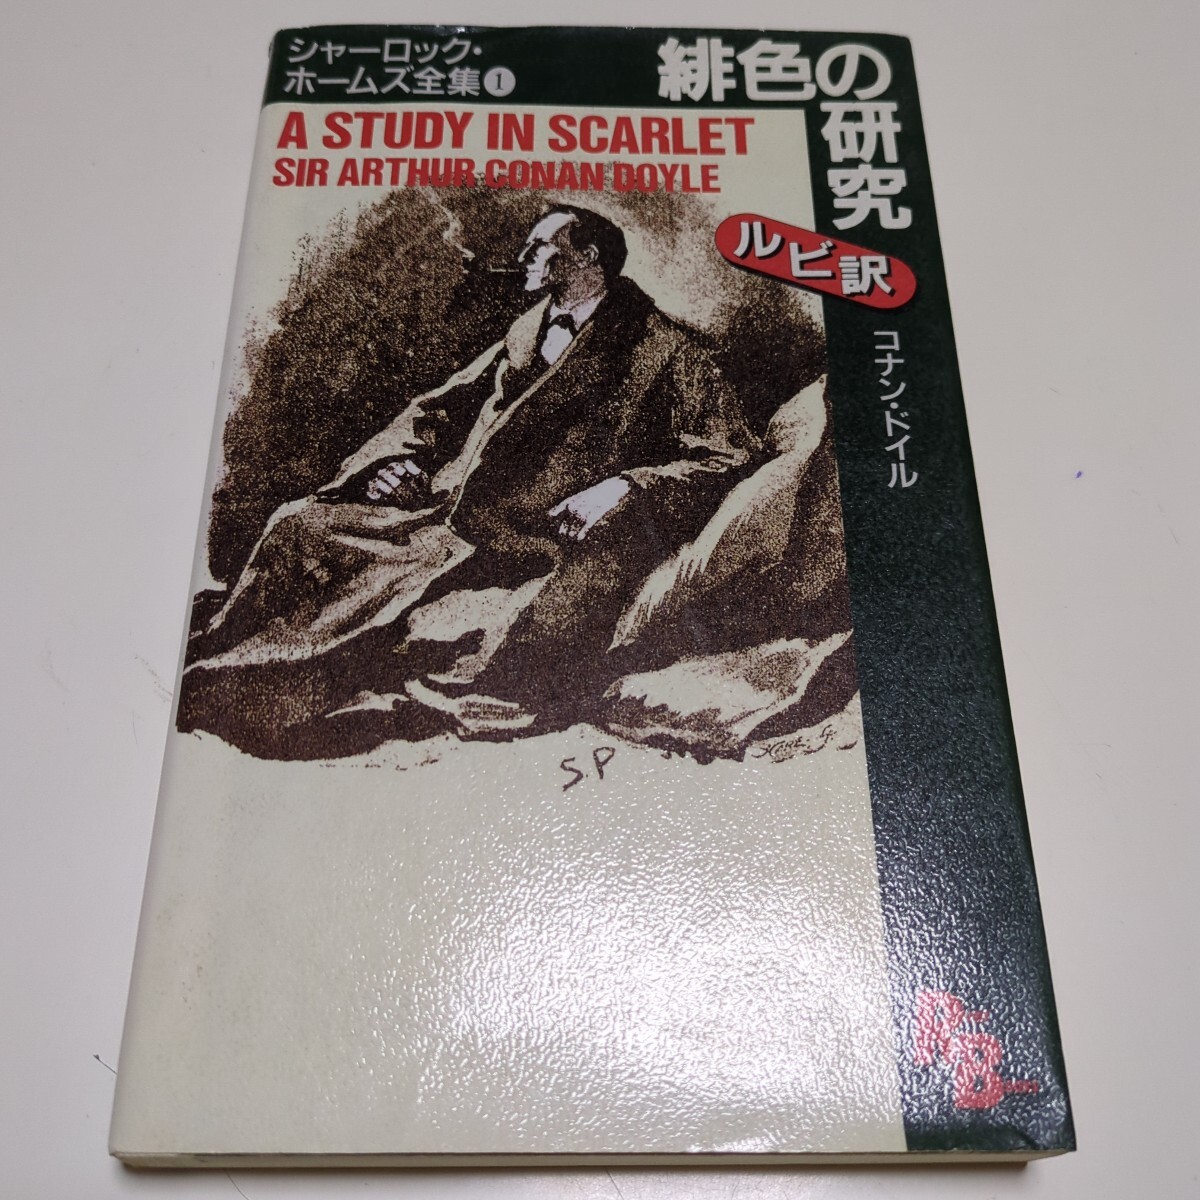 シャーロック・
ホームズ全集❶
緋色の研究
A STUDY IN SCARLET
SIR ARTHUR CONAN DOYLE
ルビ訳
コナン・ドイル
S.P